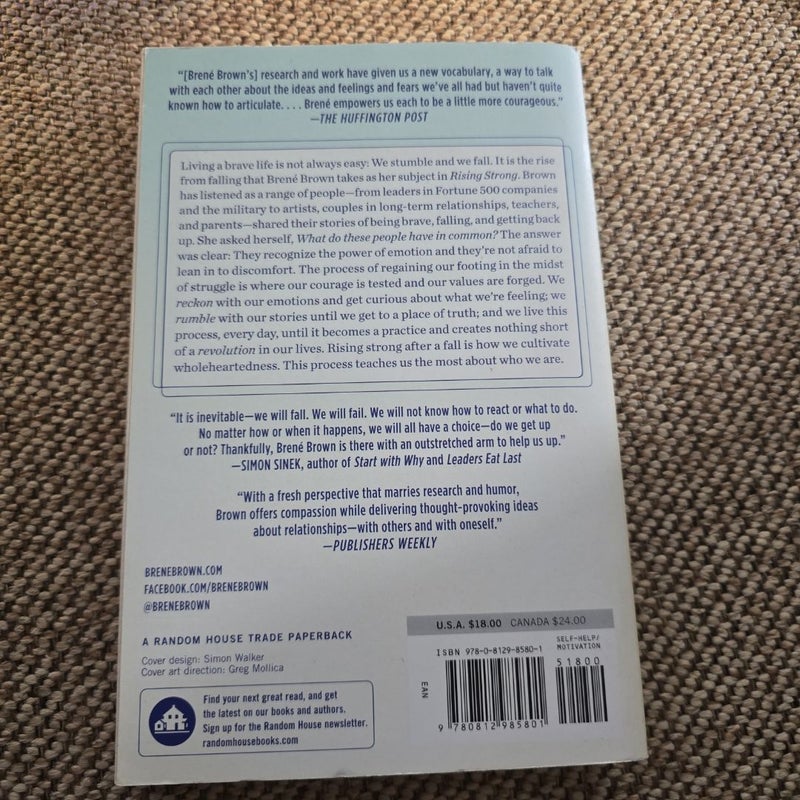 “[Brené Brown’s] research and work have given us a new vocabulary, a way to talk
with each other about the ideas and feelings and fears we’ve all had but haven’t quite
known how to articulate. . . . Brené empowers us each to be a little more courageous.”
—THE HUFFINGTON POST
Living a brave life is not always easy: We stumble and we fall. It is the rise
from falling that Brené Brown takes as her subject in Rising Strong. Brown
has listened as a range of people—from leaders in Fortune 500 companies
and the military to artists, couples in long-term relationships, teachers,
and parents—shared their stories of being brave, falling, and getting back
up. She asked herself, What do these people have in common? The answer
was clear: They recognize the power of emotion and they’re not afraid to
lean in to discomfort. The process of regaining our footing in the midst
of struggle is where our courage is tested and our values are forged. We
reckon with our emotions and get curious about what we’re feeling; we
rumble with our stories until we get to a place of truth; and we live this
process, every day, until it becomes a practice and creates nothing short
of a revolution in our lives. Rising strong after a fall is how we cultivate
wholeheartedness. This process teaches us the most about who we are.
“It is inevitable—we will fall. We will fail. We will not know how to react or what to do.
No matter how or when it happens, we will all have a choice—do we get up
or not? Thankfully, Brené Brown is there with an outstretched arm to help us up.”
—SIMON SINEK, author of Start with Why and Leaders Eat Last
“With a fresh perspective that marries research and humor,
Brown offers compassion while delivering thought-provoking ideas
about relationships—with others and with oneself.”
—PUBLISHERS WEEKLY
BRENEBROWN.COM
FACEBOOK.COM/BRENEBROWN
@BRENEBROWN
A RANDOM HOUSE TRADE PAPERBACK
Cover design: Simon Walker
Cover art direction: Greg Mollica
Find your next great read, and get
the latest on our books and authors.
Sign up for the Random House newsletter.
randomhousebooks.com
U.S.A. $18.00 CANADA $24.00
ISBN 978-0-8129-8580-1
SELF-HELP/
MOTIVATION
51800
EAN
9 780812 985801